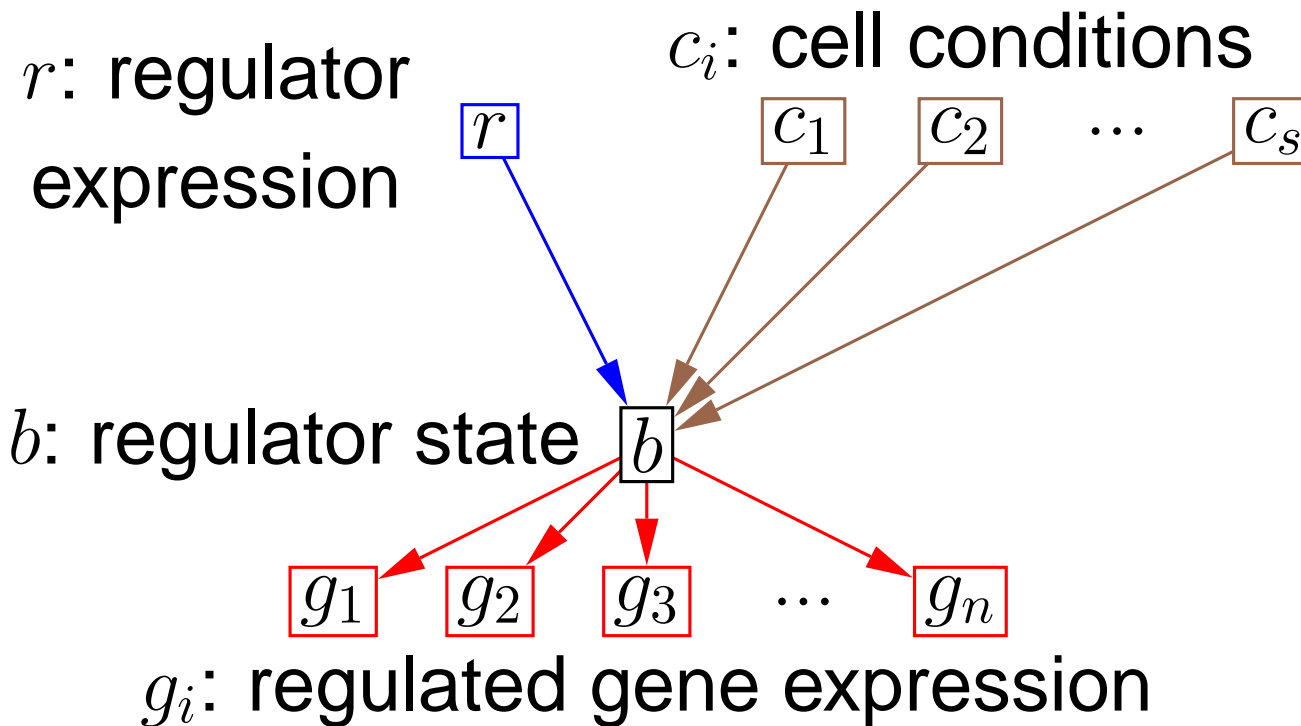 r: regulator
expression
r
c_i: cell conditions
c_1 c_2 ... c_s
b: regulator state
b
g_1 g_2 g_3 ... g_n
g_i: regulated gene expression